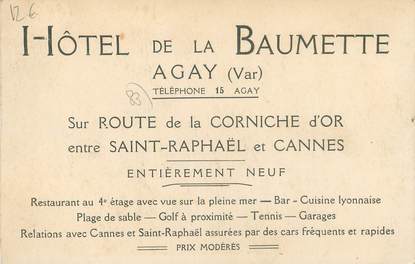 12 €
HÔTEL DE LA BAUMETTE
AGAY (Var)
83
TÉLÉPHONE 15 AGAY
Sur ROUTE de la CORNICHE d'OR
entre SAINT-RAPHAËL et CANNES
ENTIÈREMENT NEUF
Restaurant au 4e étage avec vue sur la pleine mer — Bar - Cuisine lyonnaise
Plage de sable — Golf à proximité — Tennis — Garages
Relations avec Cannes et Saint-Raphaël assurées par des cars fréquents et rapides
PRIX MODÉRÉS